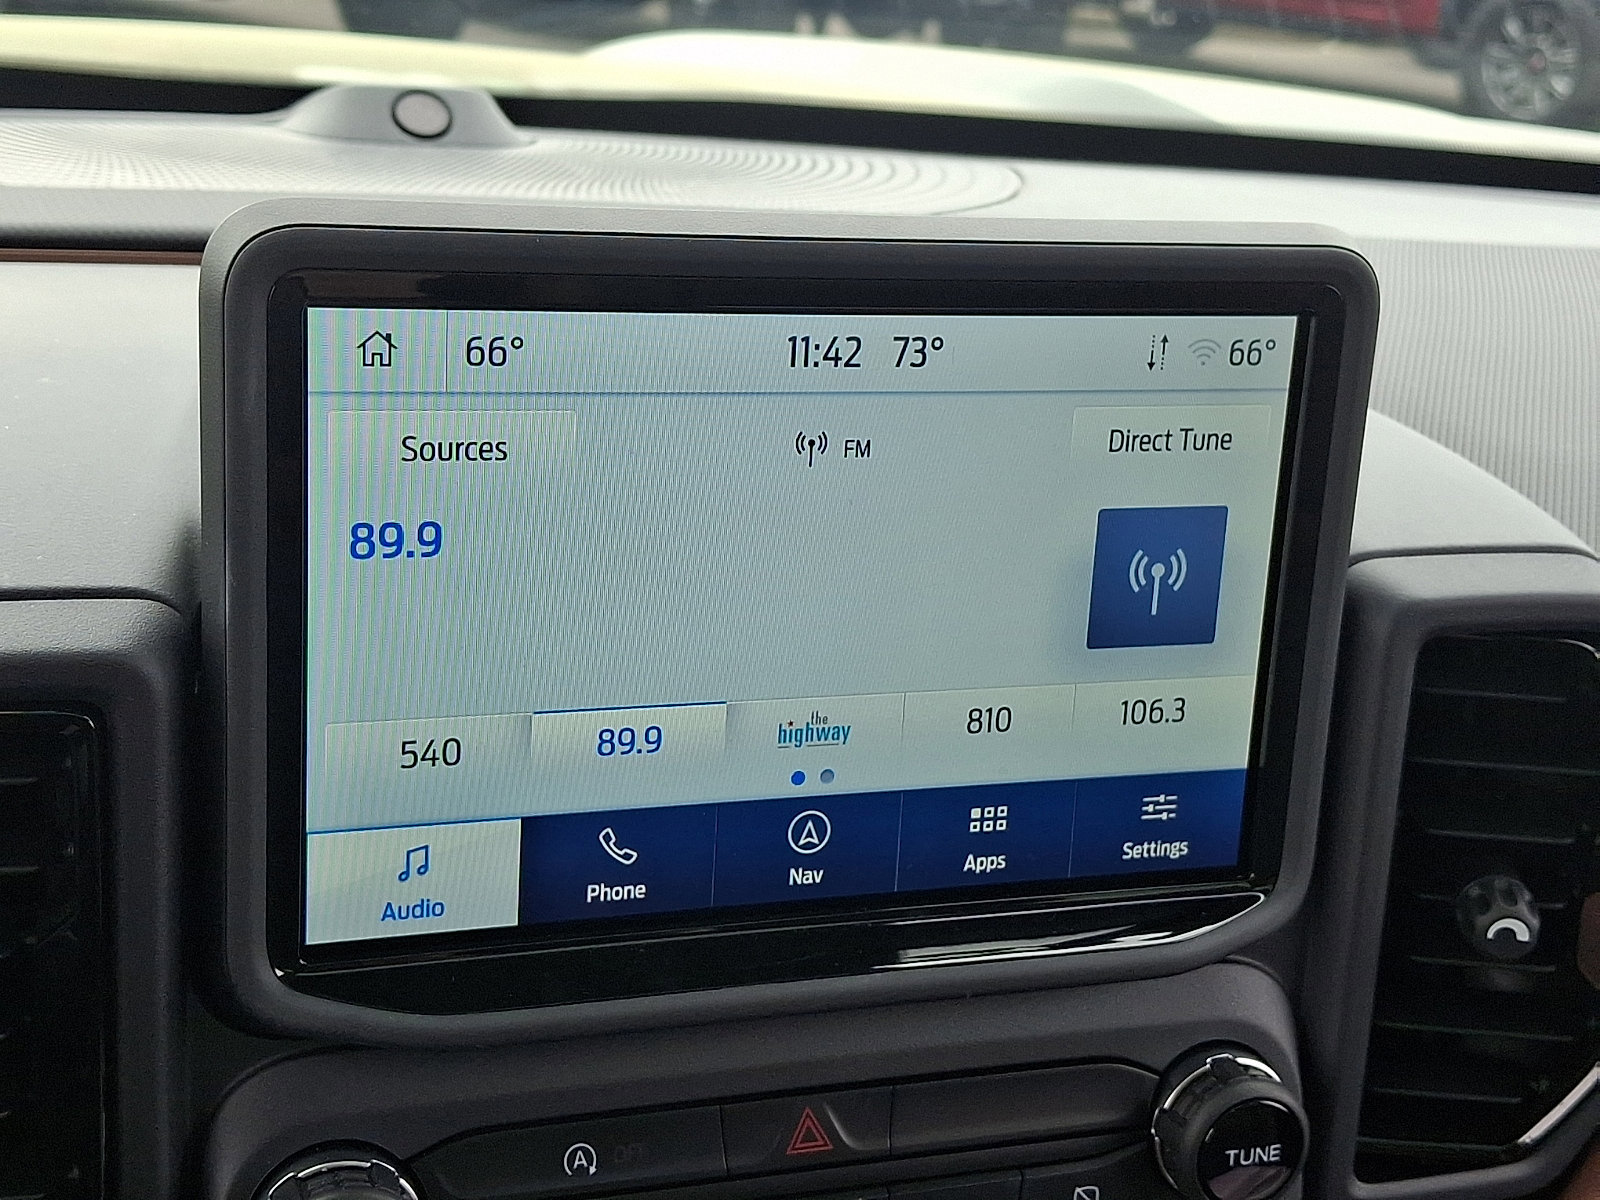 66° 11:42 73° 66°
Sources FM Direct Tune
89.9
540 89.9 the highway 810 106.3
Audio Phone Nav Apps Settings
A
TUNE